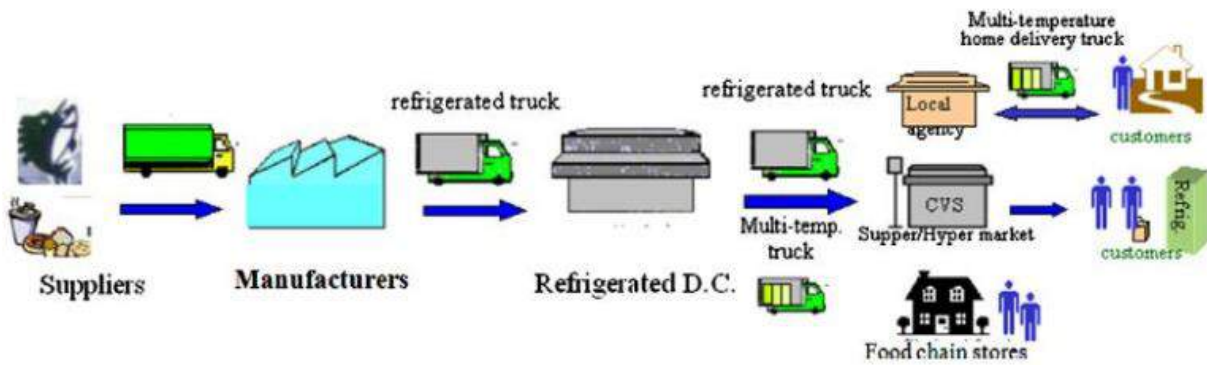 Multi-temperature
home delivery truck
refrigerated truck
refrigerated truck
Local
agency
customers
CVS
Refrig.
Multi-temp.
truck
Supper/Hyper market
customers
Suppliers
Manufacturers
Refrigerated D.C.
Food chain stores